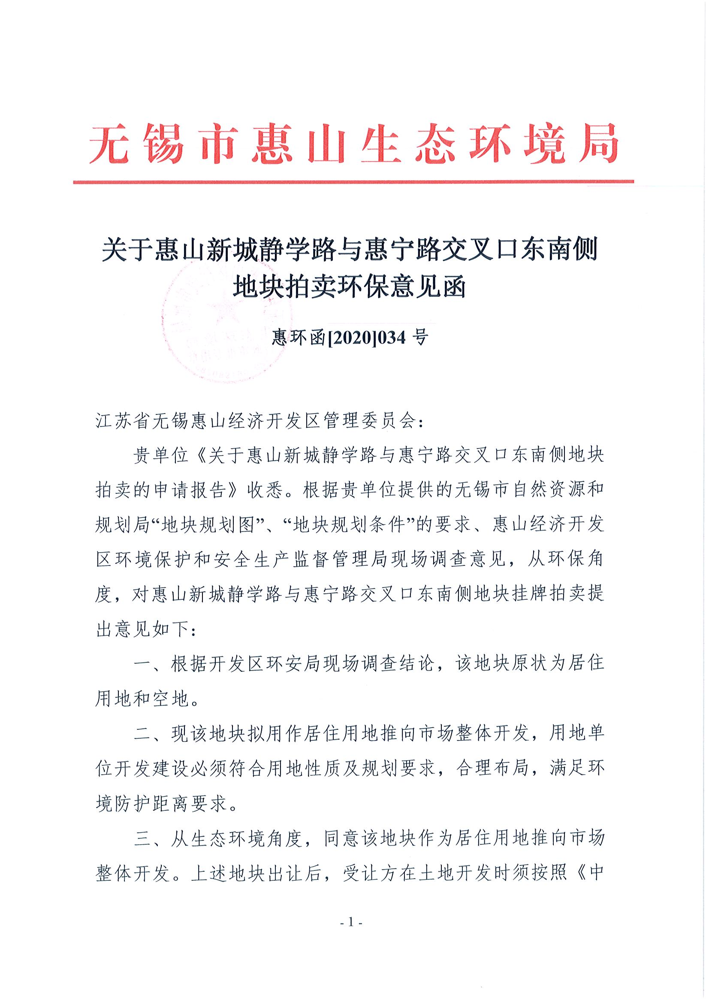 无锡市惠山生态环境局
关于惠山新城静学路与惠宁路交叉口东南侧
地块拍卖环保意见函
惠环函[2020]034 号
江苏省无锡惠山经济开发区管理委员会：
贵单位《关于惠山新城静学路与惠宁路交叉口东南侧地块
拍卖的申请报告》收悉。根据贵单位提供的无锡市自然资源和
规划局“地块规划图”、“地块规划条件”的要求、惠山经济开发
区环境保护和安全生产监督管理局现场调查意见，从环保角
度，对惠山新城静学路与惠宁路交叉口东南侧地块挂牌拍卖提
出意见如下：
一、根据开发区环安局现场调查结论，该地块原状为居住
用地和空地。
二、现该地块拟用作居住用地推向市场整体开发，用地单
位开发建设必须符合用地性质及规划要求，合理布局，满足环
境防护距离要求。
三、从生态环境角度，同意该地块作为居住用地推向市场
整体开发。上述地块出让后，受让方在土地开发时须按照《中
- 1 -